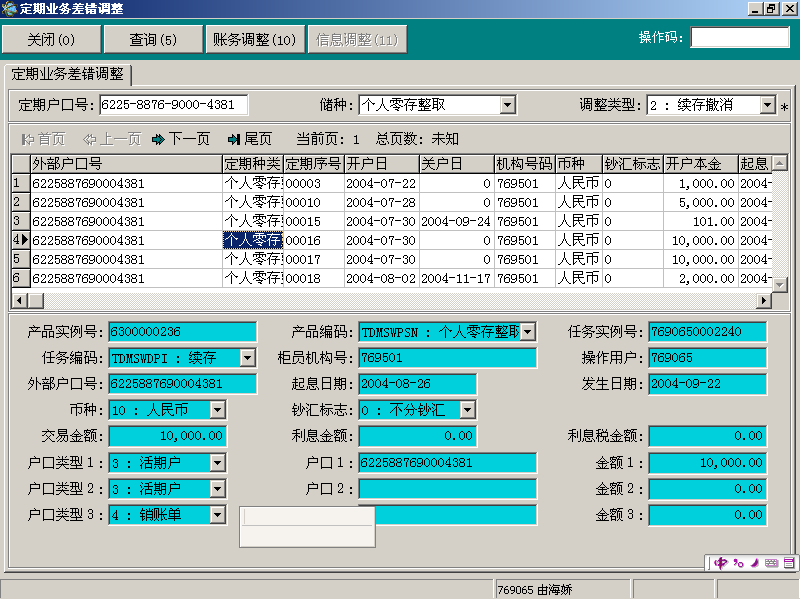 定期业务差错调整
关闭(0) 查询(5) 账务调整(10) 信息调整(11) 操作码:
定期业务差错调整
定期户口号: 6225-8876-9000-4381 储种: 个人零存整取 调整类型: 2 : 续存撤消 *
首页 上一页 下一页 尾页 当前页: 1 总页数: 未知
外部户口号 定期种类 定期序号 开户日 关户日 机构号码 币种 钞汇标志 开户本金 起息
1 6225887690004381 个人零存 00003 2004-07-22 0 769501 人民币 0 1,000.00 2004-
2 6225887690004381 个人零存 00010 2004-07-28 0 769501 人民币 0 5,000.00 2004-
3 6225887690004381 个人零存 00015 2004-07-30 2004-09-24 769501 人民币 0 101.00 2004-
4 6225887690004381 个人零存 00016 2004-07-30 0 769501 人民币 0 10,000.00 2004-
5 6225887690004381 个人零存 00017 2004-07-30 0 769501 人民币 0 10,000.00 2004-
6 6225887690004381 个人零存 00018 2004-08-02 2004-11-17 769501 人民币 0 2,000.00 2004-
产品实例号: 6300000236 产品编码: TDMSWPSN : 个人零存整取 任务实例号: 7690650002240
任务编码: TDMSWDPI : 续存 柜员机构号: 769501 操作用户: 769065
外部户口号: 6225887690004381 起息日期: 2004-08-26 发生日期: 2004-09-22
币种: 10 : 人民币 钞汇标志: 0 : 不分钞汇
交易金额: 10,000.00 利息金额: 0.00 利息税金额: 0.00
户口类型1: 3 : 活期户 户口1: 6225887690004381 金额1: 10,000.00
户口类型2: 3 : 活期户 户口2: 金额2: 0.00
户口类型3: 4 : 销账单 金额3: 0.00
中
769065 由海娇